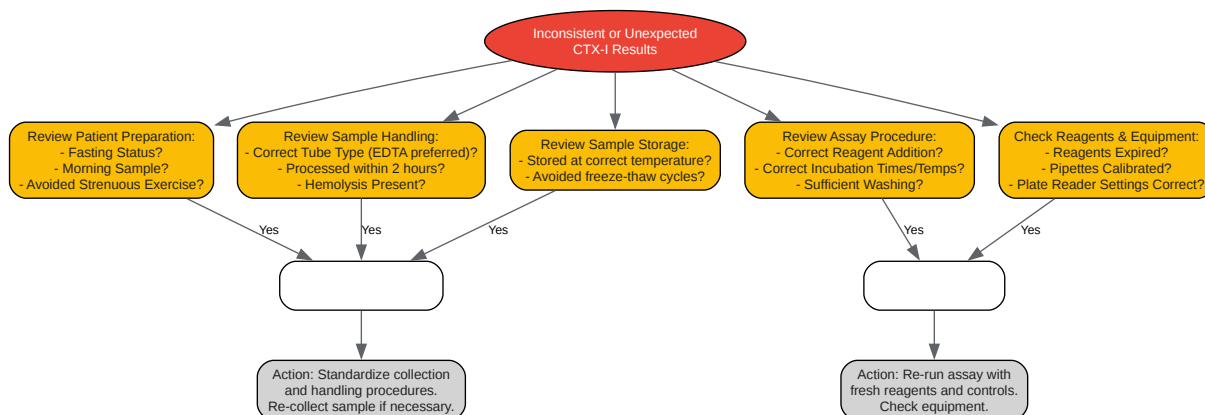 Inconsistent or Unexpected
CTX-I Results
Review Patient Preparation:
- Fasting Status?
- Morning Sample?
- Avoided Strenuous Exercise?
Review Sample Handling:
- Correct Tube Type (EDTA preferred)?
- Processed within 2 hours?
- Hemolysis Present?
Review Sample Storage:
- Stored at correct temperature?
- Avoided freeze-thaw cycles?
Review Assay Procedure:
- Correct Reagent Addition?
- Correct Incubation Times/Temps?
- Sufficient Washing?
Check Reagents & Equipment:
- Reagents Expired?
- Pipettes Calibrated?
- Plate Reader Settings Correct?
Yes
Yes
Yes
Yes
Yes
Action: Standardize collection
and handling procedures.
Re-collect sample if necessary.
Action: Re-run assay with
fresh reagents and controls.
Check equipment.